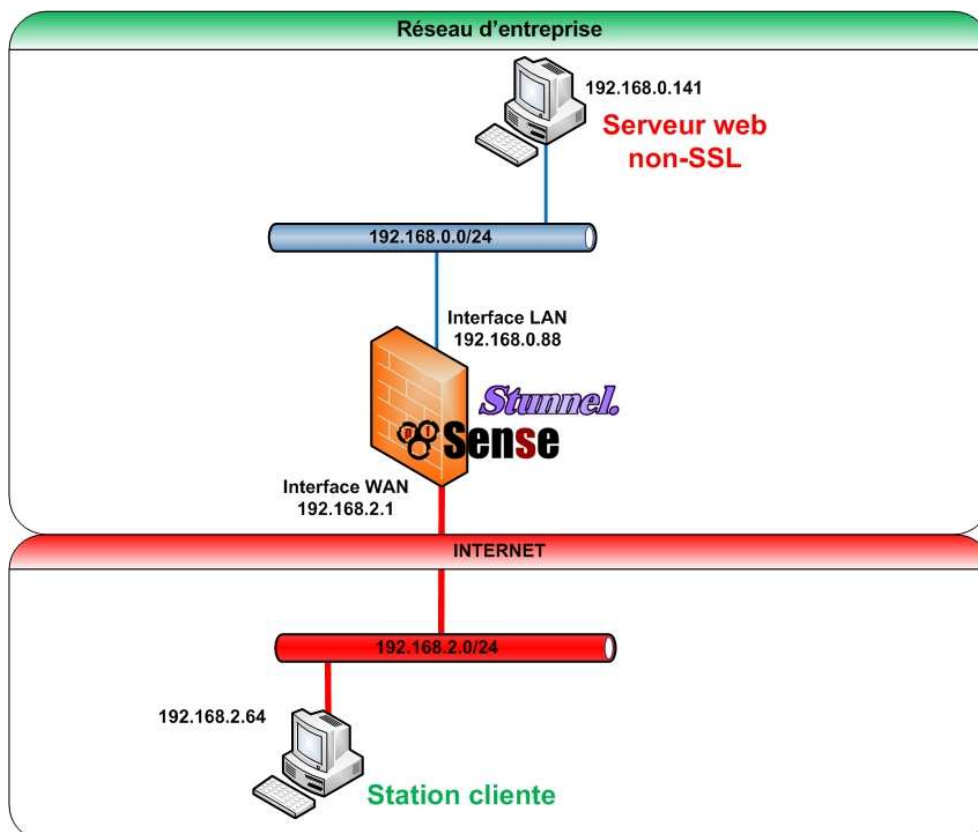 Réseau d'entreprise
192.168.0.141
Serveur web
non-SSL
192.168.0.0/24
Interface LAN
192.168.0.88
Stunnel.
pf Sense
Interface WAN
192.168.2.1
INTERNET
192.168.2.0/24
192.168.2.64
Station cliente